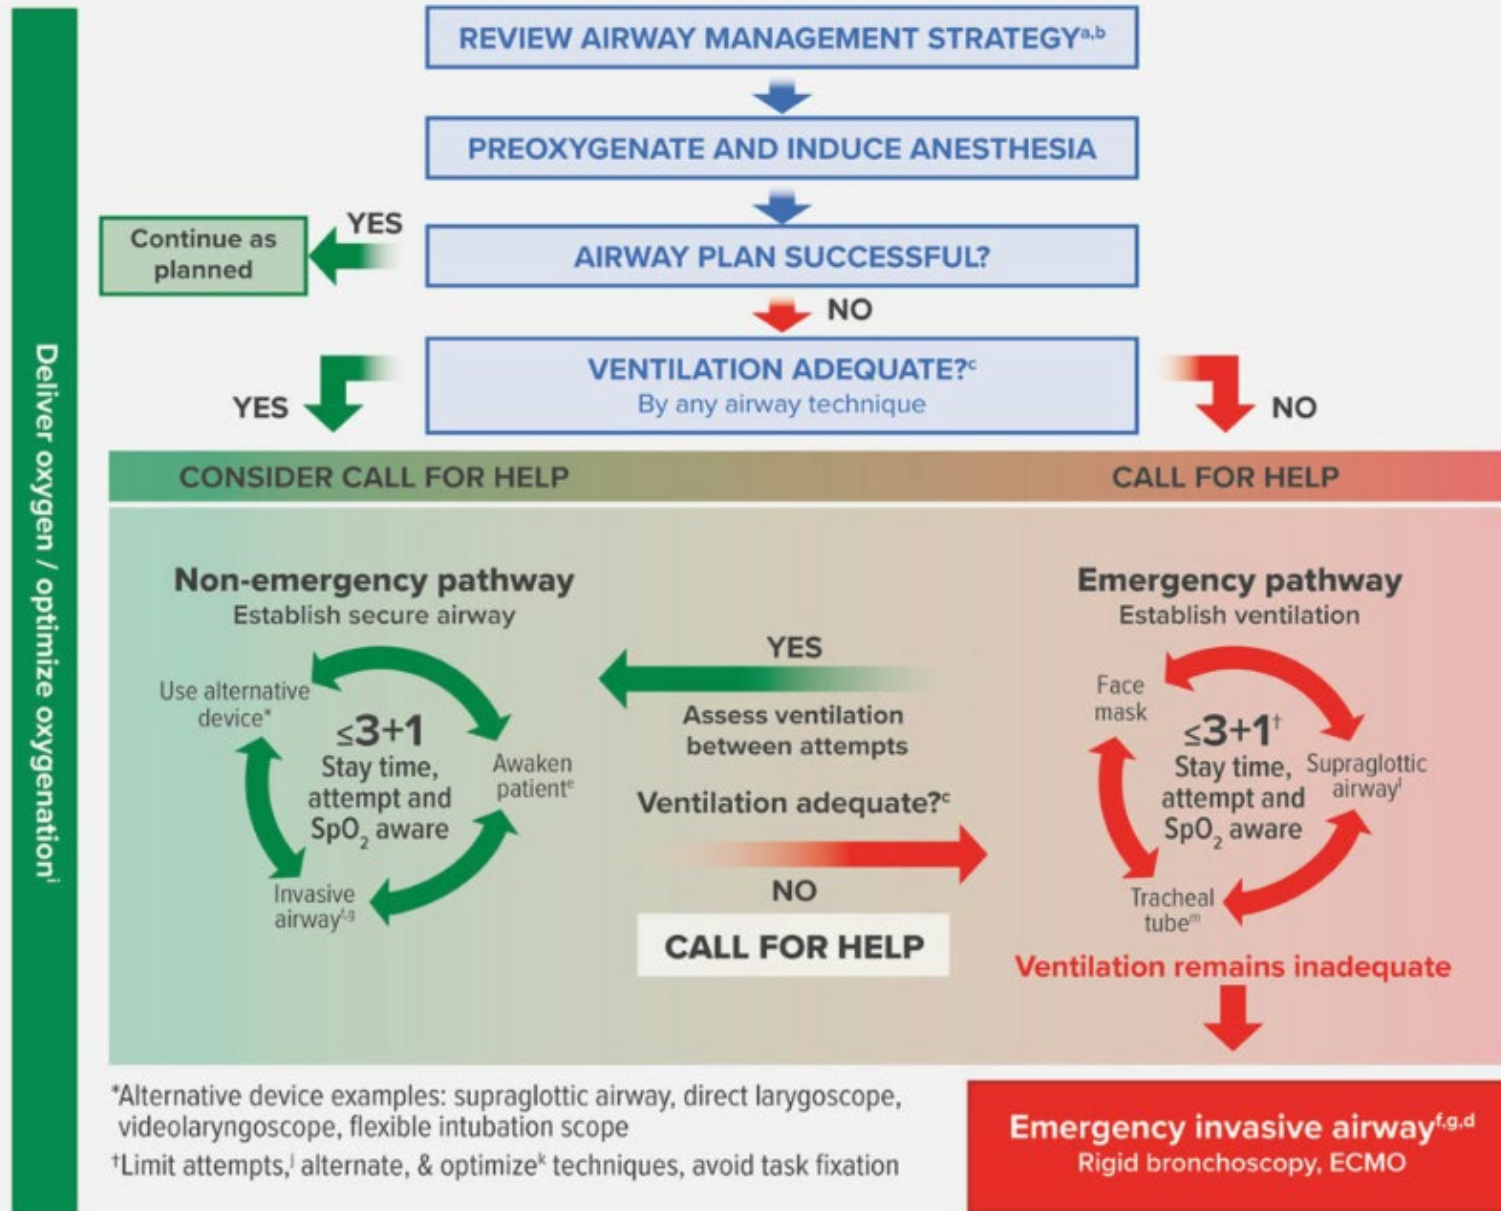 REVIEW AIRWAY MANAGEMENT STRATEGYᵃ,ᵇ
PREOXYGENATE AND INDUCE ANESTHESIA
YES
Continue as
planned
AIRWAY PLAN SUCCESSFUL?
NO
VENTILATION ADEQUATE?ᶜ
By any airway technique
YES
NO
CONSIDER CALL FOR HELP
CALL FOR HELP
Non-emergency pathway
Establish secure airway
Use alternative
device*
≤3+1
Stay time,
attempt and
SpO₂ aware
Awaken
patientᵉ
Invasive
airwayᶠ,ᵍ
YES
Assess ventilation
between attempts
Ventilation adequate?ᶜ
NO
CALL FOR HELP
Emergency pathway
Establish ventilation
Face
mask
≤3+1†
Stay time,
attempt and
SpO₂ aware
Supraglottic
airwayˡ
Tracheal
tubeᵐ
Ventilation remains inadequate
Emergency invasive airwayᶠ,ᵍ,ᵈ
Rigid bronchoscopy, ECMO
*Alternative device examples: supraglottic airway, direct larygoscope,
videolaryngoscope, flexible intubation scope
†Limit attempts,ʲ alternate, & optimizeᵏ techniques, avoid task fixation
Deliver oxygen / optimize oxygenationⁱ